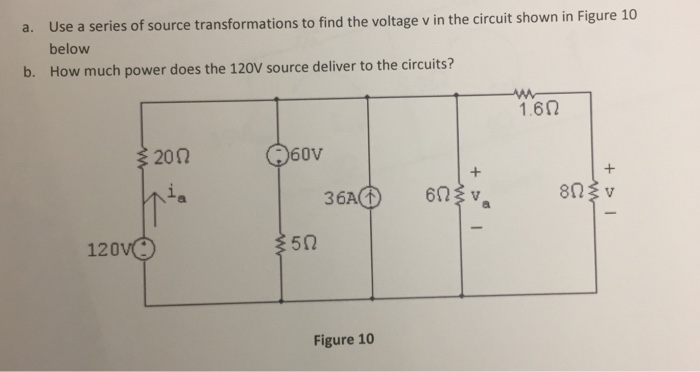 a. Use a series of source transformations to find the voltage v in the circuit shown in Figure 10
below
b. How much power does the 120V source deliver to the circuits?
1.6Ω
20Ω
60V
+
+
iₐ
36A
6Ω
vₐ
8Ω
v
-
-
120V
5Ω
Figure 10